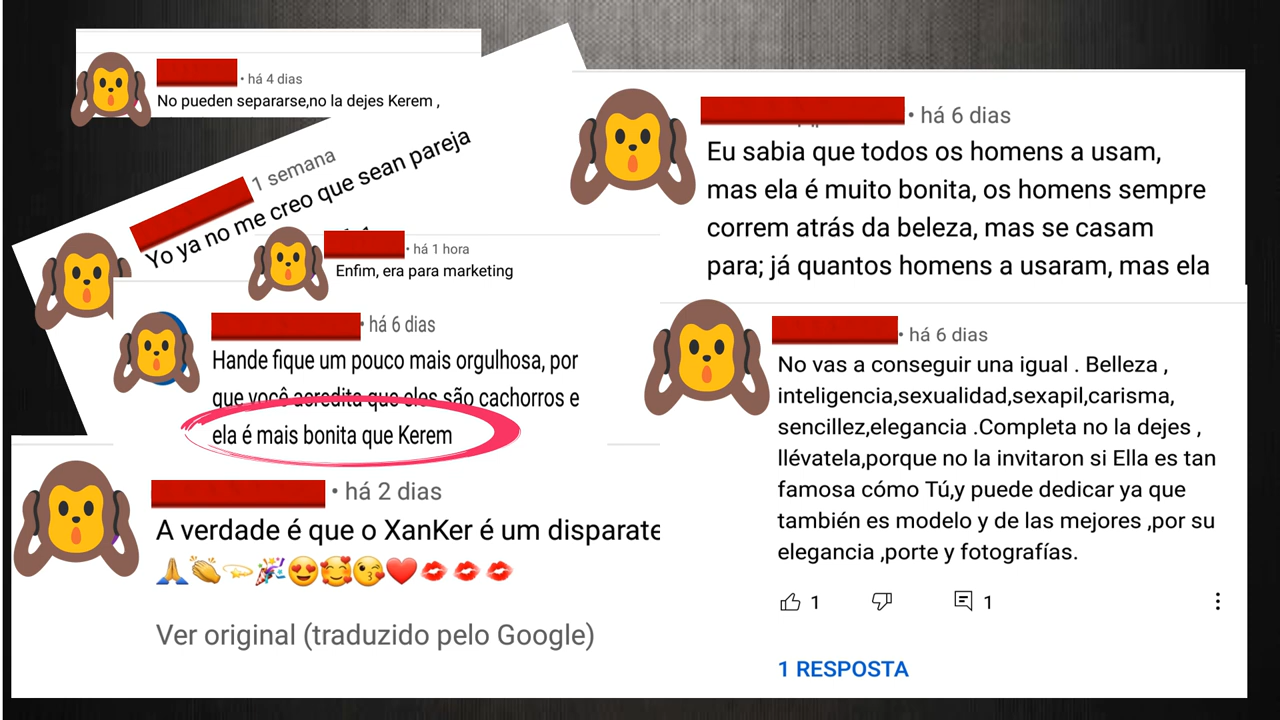 • há 4 dias
No pueden separarse,no la dejes Kerem ,
1 semana
Yo ya no me creo que sean pareja
• há 1 hora
Enfim, era para marketing
• há 6 dias
Hande fique um pouco mais orgulhosa, por
que você acredita que eles são cachorros e
ela é mais bonita que Kerem
• há 2 dias
A verdade é que o XanKer é um disparate
🙏👏💫🎉😍🥰😘❤️💋💋💋
Ver original (traduzido pelo Google)
• há 6 dias
Eu sabia que todos os homens a usam,
mas ela é muito bonita, os homens sempre
correm atrás da beleza, mas se casam
para; já quantos homens a usaram, mas ela
• há 6 dias
No vas a conseguir una igual . Belleza ,
inteligencia,sexualidad,sexapil,carisma,
sencillez,elegancia .Completa no la dejes ,
llévatela,porque no la invitaron si Ella es tan
famosa cómo Tú,y puede dedicar ya que
también es modelo y de las mejores ,por su
elegancia ,porte y fotografías.
1 1
1 RESPOSTA